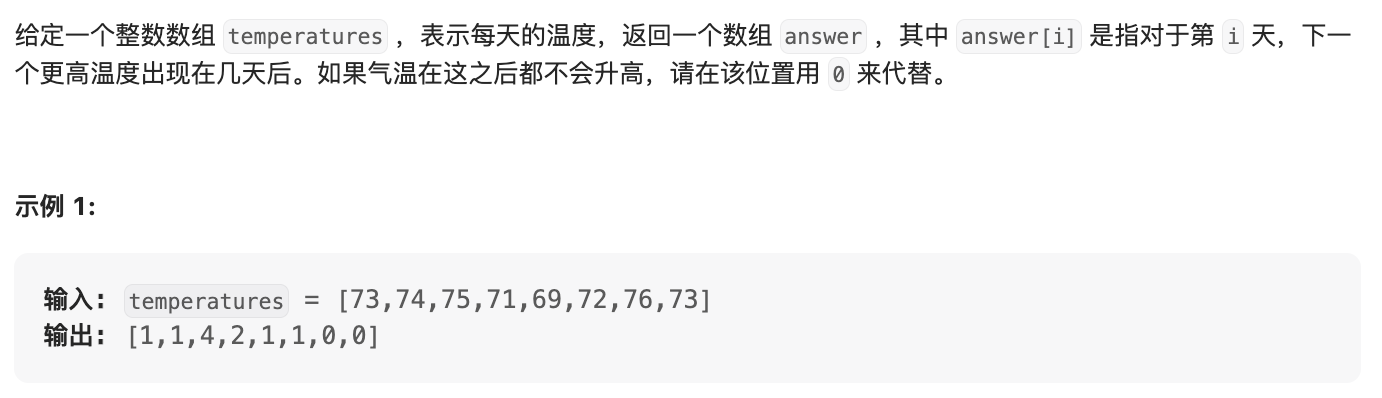 给定一个整数数组 temperatures ，表示每天的温度，返回一个数组 answer ，其中 answer[i] 是指对于第 i 天，下一
个更高温度出现在几天后。如果气温在这之后都不会升高，请在该位置用 0 来代替。
示例 1:
输入: temperatures = [73,74,75,71,69,72,76,73]
输出: [1,1,4,2,1,1,0,0]